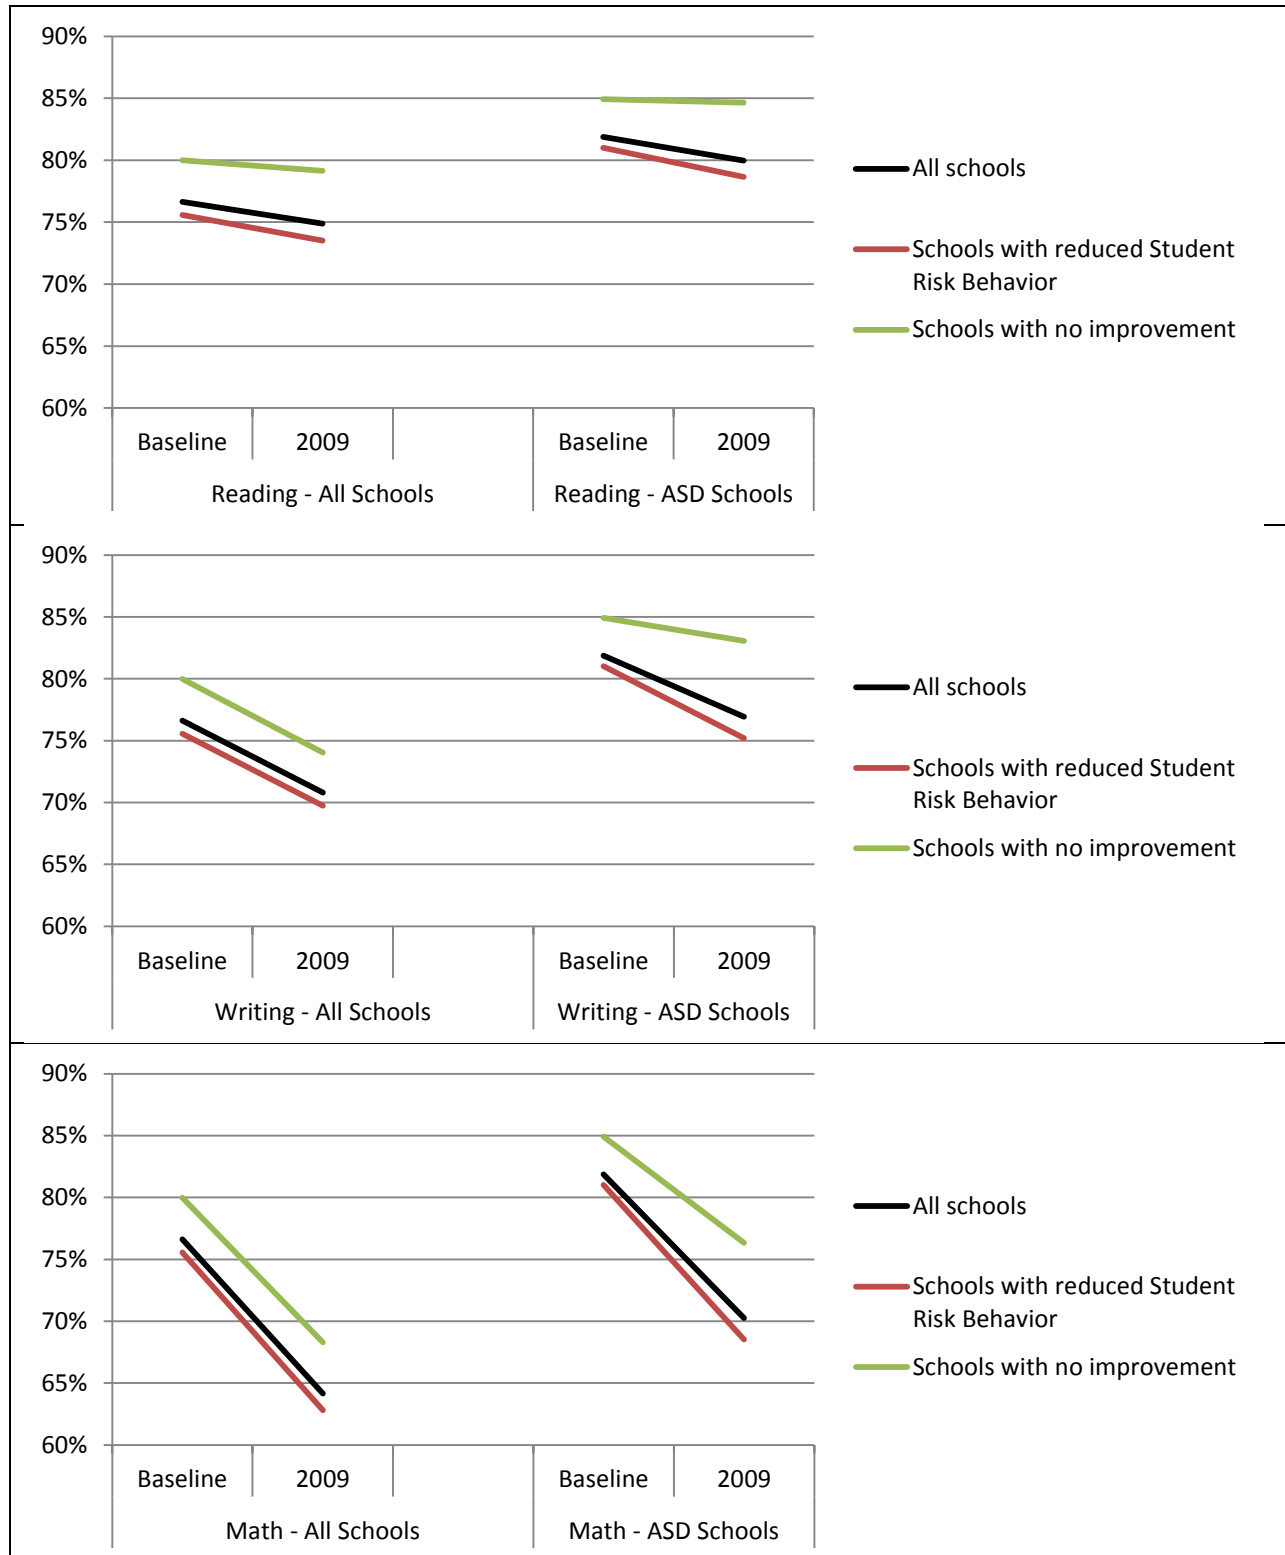 90%
85%
80%
75%
70%
65%
60%
Baseline 2009 Baseline 2009
Reading - All Schools Reading - ASD Schools
All schools
Schools with reduced Student
Risk Behavior
Schools with no improvement
90%
85%
80%
75%
70%
65%
60%
Baseline 2009 Baseline 2009
Writing - All Schools Writing - ASD Schools
All schools
Schools with reduced Student
Risk Behavior
Schools with no improvement
90%
85%
80%
75%
70%
65%
60%
Baseline 2009 Baseline 2009
Math - All Schools Math - ASD Schools
All schools
Schools with reduced Student
Risk Behavior
Schools with no improvement